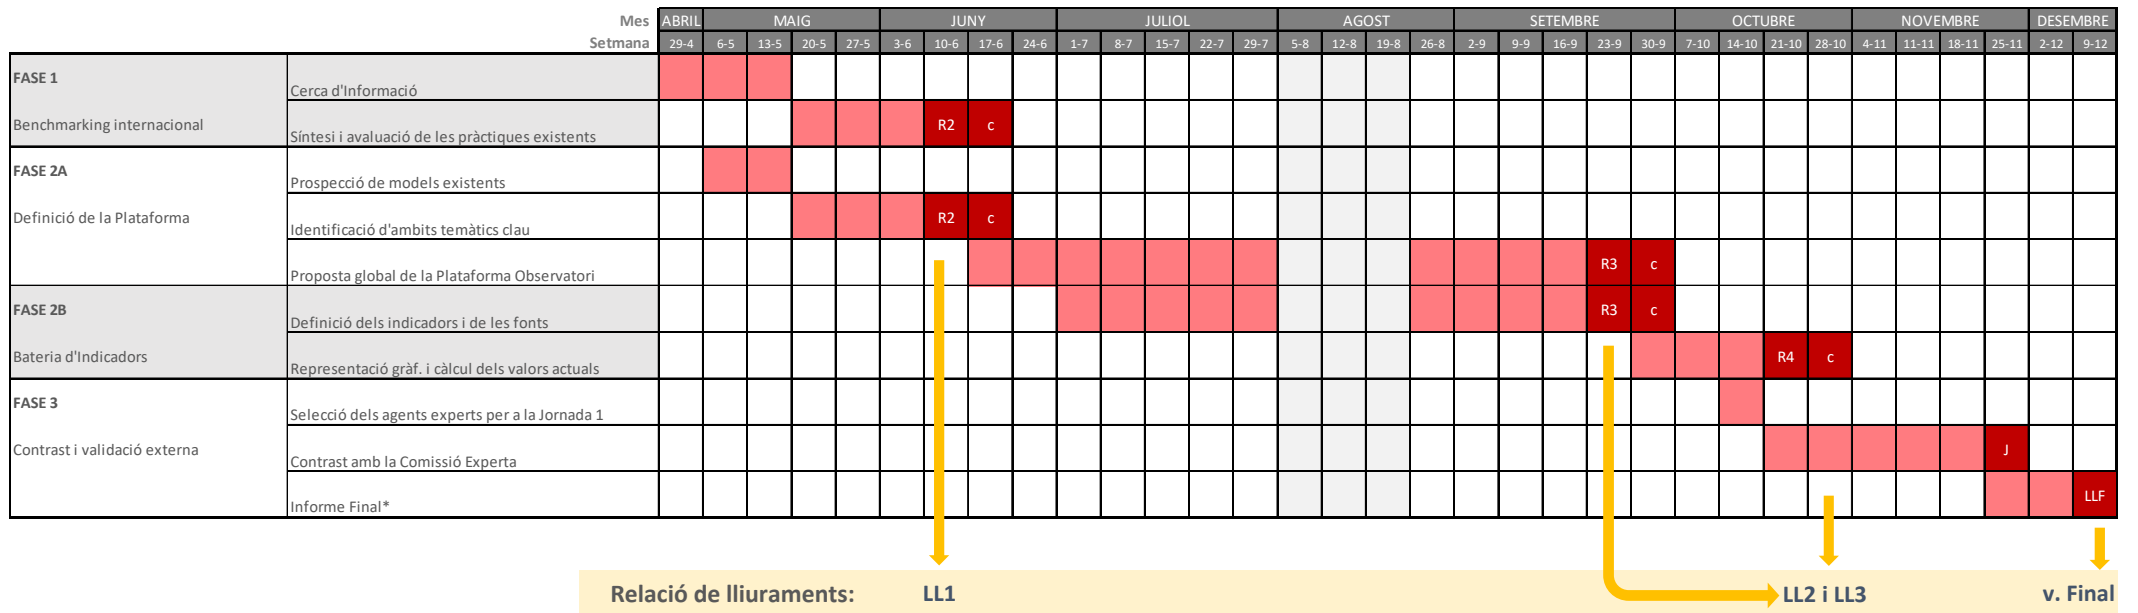 Mes ABRIL MAIG JUNY JULIOL AGOST SETEMBRE OCTUBRE NOVEMBRE DESEMBRE
Setmana 29-4 6-5 13-5 20-5 27-5 3-6 10-6 17-6 24-6 1-7 8-7 15-7 22-7 29-7 5-8 12-8 19-8 26-8 2-9 9-9 16-9 23-9 30-9 7-10 14-10 21-10 28-10 4-11 11-11 18-11 25-11 2-12 9-12
FASE 1
Cerca d'Informació
Benchmarking internacional
Síntesi i avaluació de les pràctiques existents R2 c
FASE 2A
Prospecció de models existents
Definició de la Plataforma
Identificació d'ambits temàtics clau R2 c
Proposta global de la Plataforma Observatori R3 c
FASE 2B
Definició dels indicadors i de les fonts R3 c
Bateria d'Indicadors
Representació gràf. i càlcul dels valors actuals R4 c
FASE 3
Selecció dels agents experts per a la Jornada 1
Contrast i validació externa
Contrast amb la Comissió Experta J
Informe Final* LLF
Relació de lliuraments: LL1 LL2 i LL3 v. Final